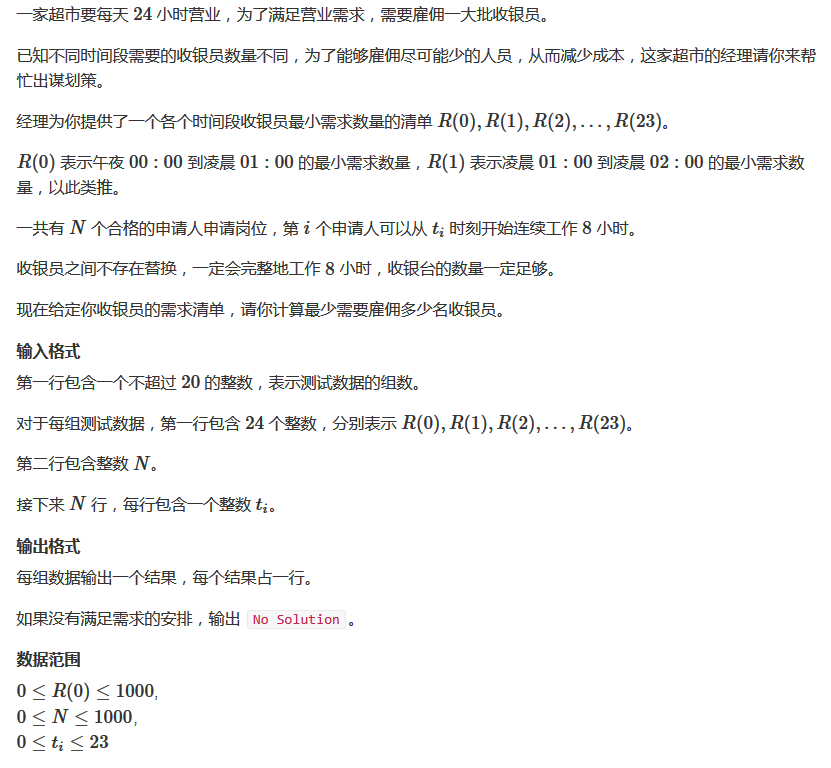 一家超市要每天 24 小时营业，为了满足营业需求，需要雇佣一大批收银员。
已知不同时间段需要的收银员数量不同，为了能够雇佣尽可能少的人员，从而减少成本，这家超市的经理请你来帮
忙出谋划策。
经理为你提供了一个各个时间段收银员最小需求数量的清单 R(0), R(1), R(2), ..., R(23)。
R(0) 表示午夜 00 : 00 到凌晨 01 : 00 的最小需求数量，R(1) 表示凌晨 01 : 00 到凌晨 02 : 00 的最小需求数
量，以此类推。
一共有 N 个合格的申请人申请岗位，第 i 个申请人可以从 tᵢ 时刻开始连续工作 8 小时。
收银员之间不存在替换，一定会完整地工作 8 小时，收银台的数量一定足够。
现在给定你收银员的需求清单，请你计算最少需要雇佣多少名收银员。
输入格式
第一行包含一个不超过 20 的整数，表示测试数据的组数。
对于每组测试数据，第一行包含 24 个整数，分别表示 R(0), R(1), R(2), ..., R(23)。
第二行包含整数 N。
接下来 N 行，每行包含一个整数 tᵢ。
输出格式
每组数据输出一个结果，每个结果占一行。
如果没有满足需求的安排，输出 No Solution 。
数据范围
0 ≤ R(0) ≤ 1000,
0 ≤ N ≤ 1000,
0 ≤ tᵢ ≤ 23